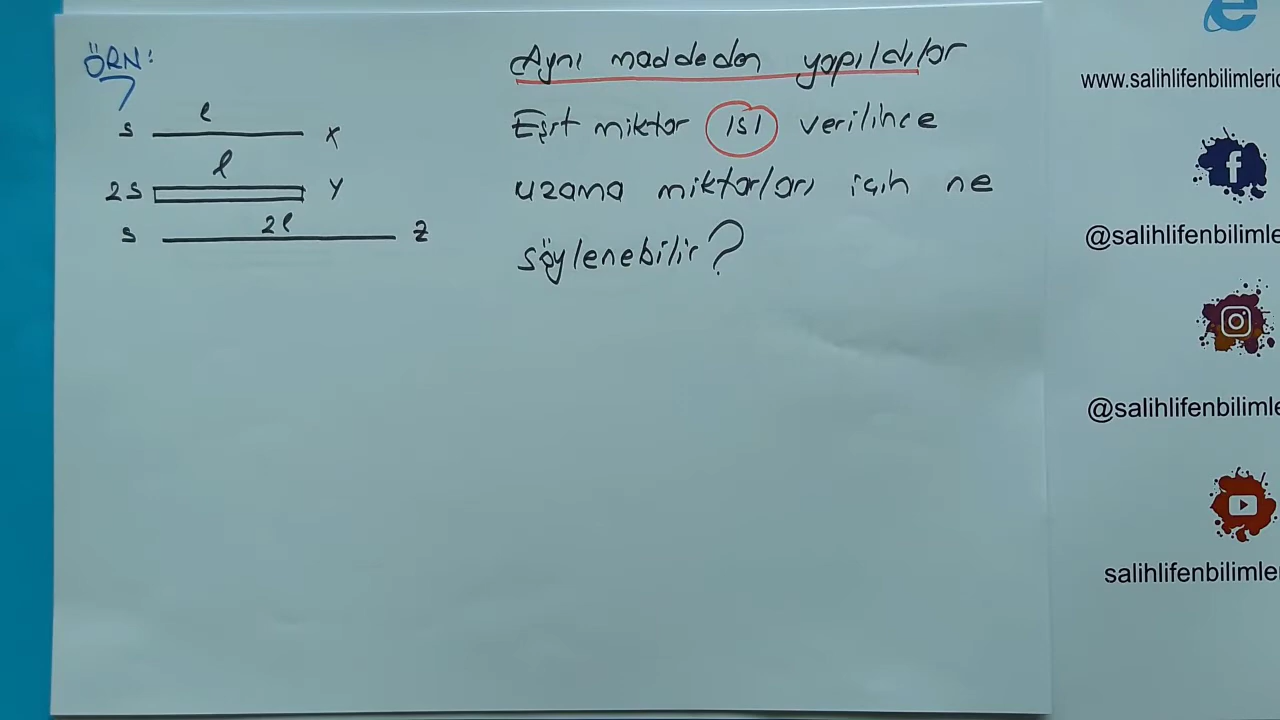 ÖRN:
s l x
2s l y
s 2l z
Aynı maddeden yapıldılar
Eşit miktar ısı verilince
uzama miktarları için ne
söylenebilir?
www.salihlifenbilimleri
@salihlifenbilimle
@salihlifenbilimle
salihlifenbilimle